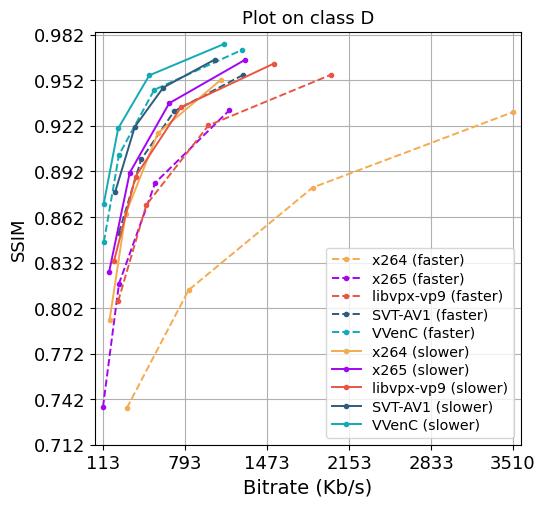 Plot on class D
SSIM
0.982
0.952
0.922
0.892
0.862
0.832
0.802
0.772
0.742
0.712
x264 (faster)
x265 (faster)
libvpx-vp9 (faster)
SVT-AV1 (faster)
VVenC (faster)
x264 (slower)
x265 (slower)
libvpx-vp9 (slower)
SVT-AV1 (slower)
VVenC (slower)
113 793 1473 2153 2833 3510
Bitrate (Kb/s)